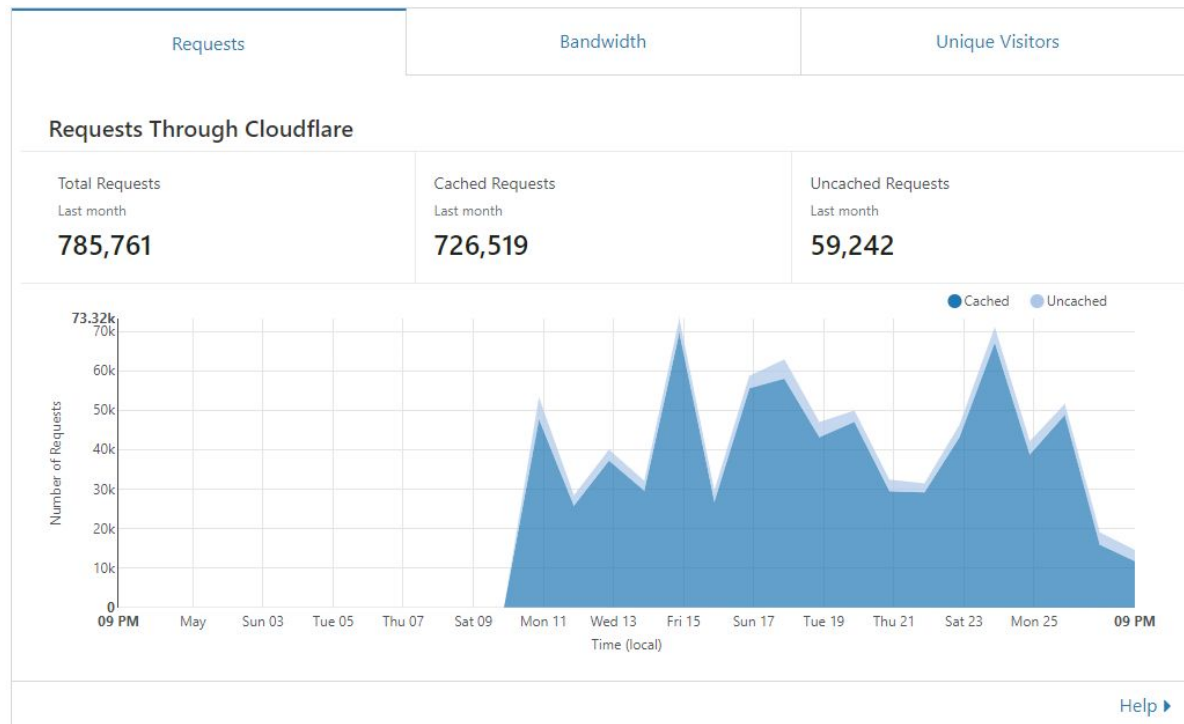 Requests
Bandwidth
Unique Visitors
Requests Through Cloudflare
Total Requests
Last month
785,761
Cached Requests
Last month
726,519
Uncached Requests
Last month
59,242
Cached
Uncached
73.32k
70k
60k
50k
40k
30k
20k
10k
0
Number of Requests
09 PM
May
Sun 03
Tue 05
Thu 07
Sat 09
Mon 11
Wed 13
Fri 15
Sun 17
Tue 19
Thu 21
Sat 23
Mon 25
09 PM
Time (local)
Help